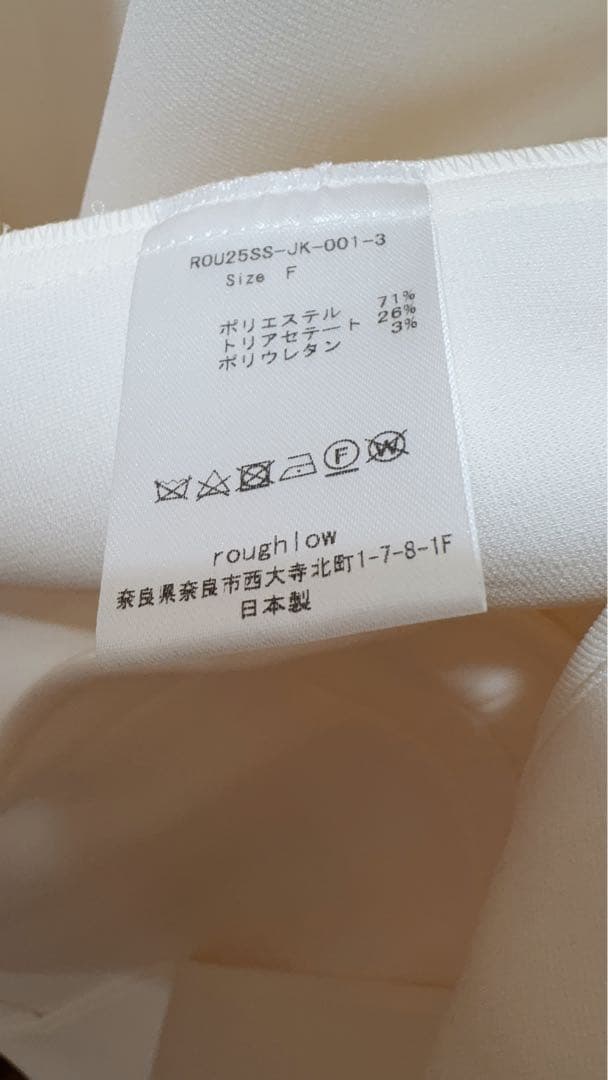 ROU25SS-JK-001-3
Size F
ポリエステル 71%
トリアセテート 26%
ポリウレタン 3%
F W
roughlow
奈良県奈良市西大寺北町1-7-8-1F
日本製